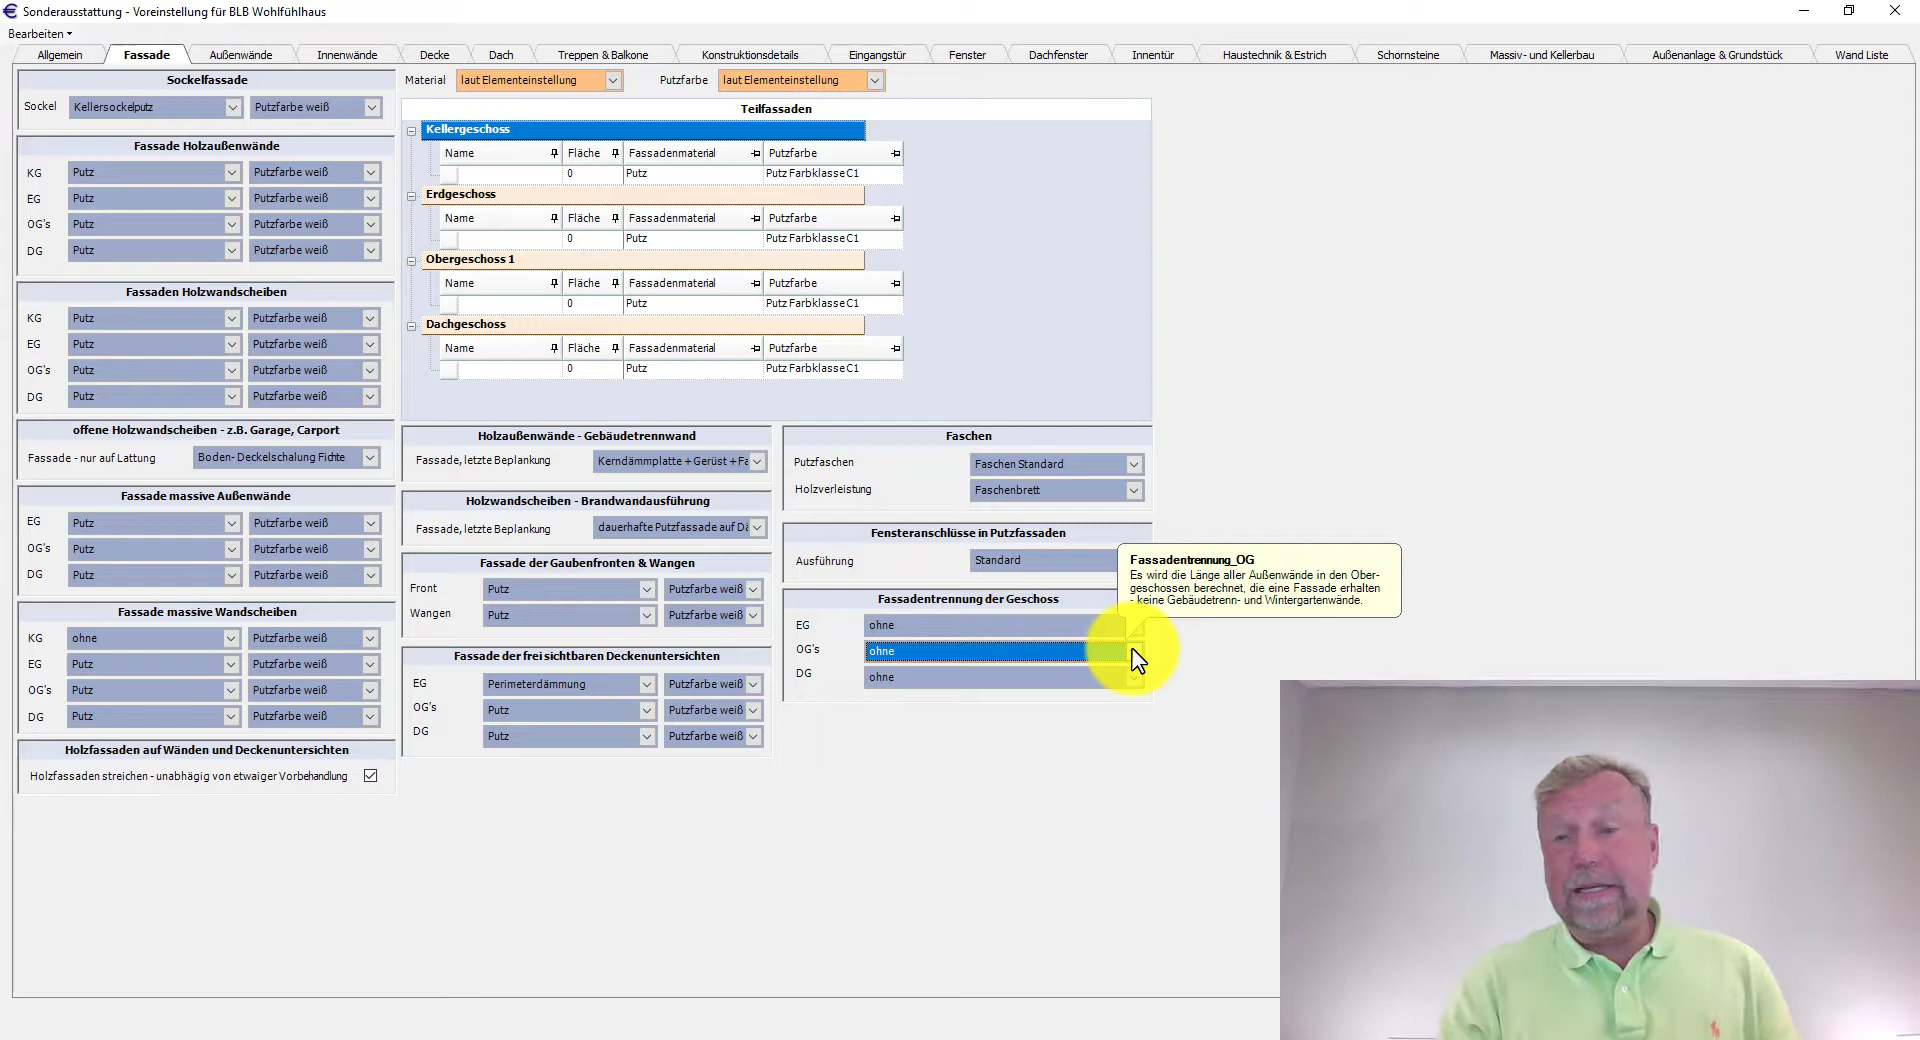 Sonderausstattung - Voreinstellung für BLB Wohlfühlhaus
Bearbeiten
Allgemein Fassade Außenwände Innenwände Decke Dach Treppen & Balkone Konstruktionsdetails Eingangstür Fenster Dachfenster Innentür Haustechnik & Estrich Schornsteine Massiv- und Kellerbau Außenanlage & Grundstück Wand Liste
Sockelfassade
Sockel Kellersockelputz Putzfarbe weiß
Fassade Holzaußenwände
KG Putz Putzfarbe weiß
EG Putz Putzfarbe weiß
OG's Putz Putzfarbe weiß
DG Putz Putzfarbe weiß
Fassaden Holzwandscheiben
KG Putz Putzfarbe weiß
EG Putz Putzfarbe weiß
OG's Putz Putzfarbe weiß
DG Putz Putzfarbe weiß
offene Holzwandscheiben - z.B. Garage, Carport
Fassade - nur auf Lattung Boden- Deckelschalung Fichte
Fassade massive Außenwände
EG Putz Putzfarbe weiß
OG's Putz Putzfarbe weiß
DG Putz Putzfarbe weiß
Fassade massive Wandscheiben
KG ohne Putzfarbe weiß
EG Putz Putzfarbe weiß
OG's Putz Putzfarbe weiß
DG Putz Putzfarbe weiß
Holzfassaden auf Wänden und Deckenuntersichten
Holzfassaden streichen - unabhägig von etwaiger Vorbehandlung
Material laut Elementeinstellung Putzfarbe laut Elementeinstellung
Teilfassaden
Kellergeschoss
Name Fläche Fassadenmaterial Putzfarbe
0 Putz Putz Farbklasse C1
Erdgeschoss
Name Fläche Fassadenmaterial Putzfarbe
0 Putz Putz Farbklasse C1
Obergeschoss 1
Name Fläche Fassadenmaterial Putzfarbe
0 Putz Putz Farbklasse C1
Dachgeschoss
Name Fläche Fassadenmaterial Putzfarbe
0 Putz Putz Farbklasse C1
Holzaußenwände - Gebäudetrennwand
Fassade, letzte Beplankung Kerndämmplatte + Gerüst + Fa
Holzwandscheiben - Brandwandausführung
Fassade, letzte Beplankung dauerhafte Putzfassade auf Dä
Fassade der Gaubenfronten & Wangen
Front Putz Putzfarbe weiß
Wangen Putz Putzfarbe weiß
Fassade der frei sichtbaren Deckenuntersichten
EG Perimeterdämmung Putzfarbe weiß
OG's Putz Putzfarbe weiß
DG Putz Putzfarbe weiß
Faschen
Putzfaschen Faschen Standard
Holzverleistung Faschenbrett
Fensteranschlüsse in Putzfassaden
Ausführung Standard
Fassadentrennung der Geschoss
EG ohne
OG's ohne
DG ohne
Fassadentrennung_OG
Es wird die Länge aller Außenwände in den Ober-
geschossen berechnet, die eine Fassade erhalten
- keine Gebäudetrenn- und Wintergartenwände.